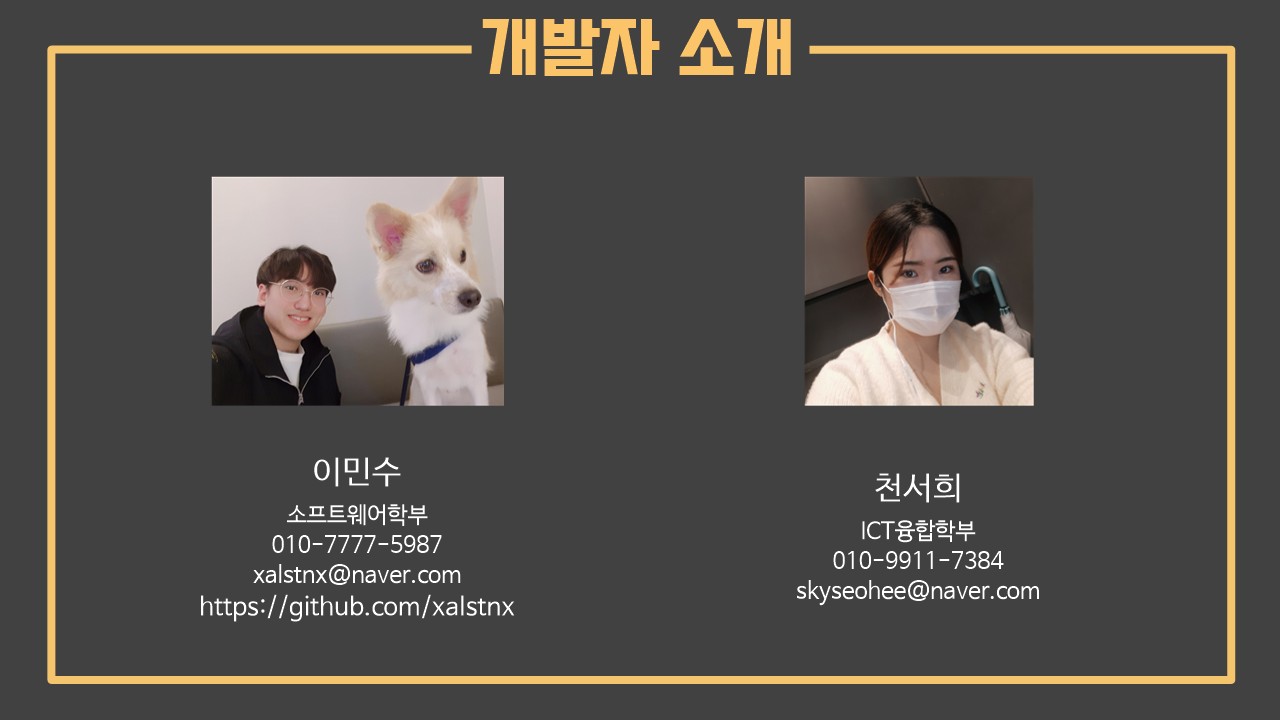 개발자 소개
이민수
소프트웨어학부
010-7777-5987
xalstnx@naver.com
https://github.com/xalstnx
천서희
ICT융합학부
010-9911-7384
skyseohee@naver.com